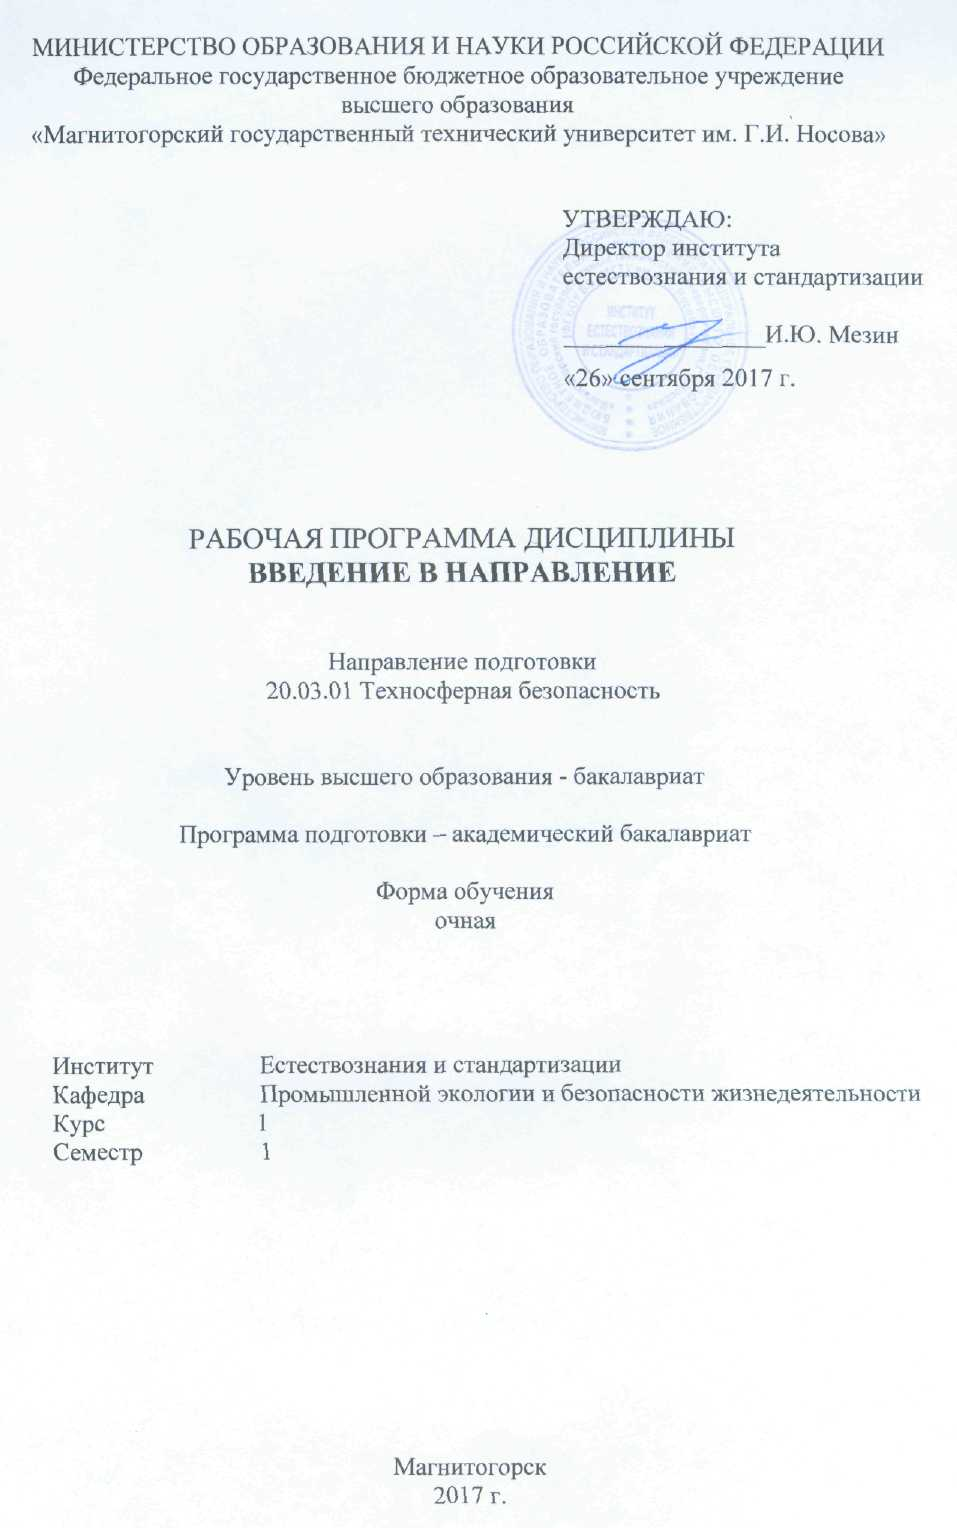 МИНИСТЕРСТВО ОБРАЗОВАНИЯ И НАУКИ РОССИЙСКОЙ ФЕДЕРАЦИИ
Федеральное государственное бюджетное образовательное учреждение
высшего образования
«Магнитогорский государственный технический университет им. Г.И. Носова»
УТВЕРЖДАЮ:
Директор института
естествознания и стандартизации
ИНСТИТУТ
ЕСТЕСТВОЗНАНИЯ
И СТАНДАРТИЗАЦИИ
И.Ю. Мезин
«26» сентября 2017 г.
РАБОЧАЯ ПРОГРАММА ДИСЦИПЛИНЫ
ВВЕДЕНИЕ В НАПРАВЛЕНИЕ
Направление подготовки
20.03.01 Техносферная безопасность
Уровень высшего образования - бакалавриат
Программа подготовки – академический бакалавриат
Форма обучения
очная
Институт Естествознания и стандартизации
Кафедра Промышленной экологии и безопасности жизнедеятельности
Курс 1
Семестр 1
Магнитогорск
2017 г.